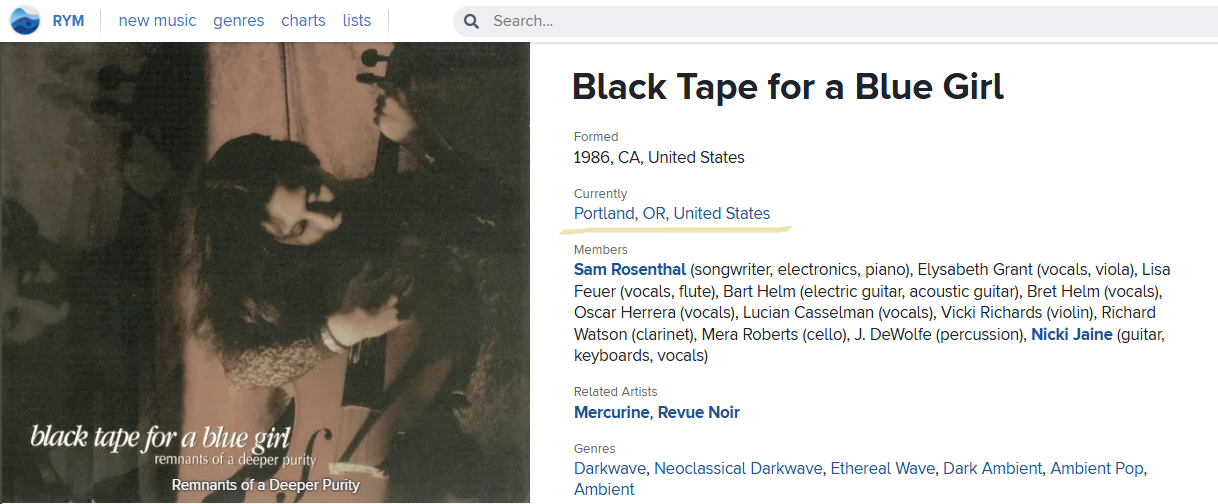 RYM new music genres charts lists Search...
Black Tape for a Blue Girl
Formed
1986, CA, United States
Currently
Portland, OR, United States
Members
Sam Rosenthal (songwriter, electronics, piano), Elysabeth Grant (vocals, viola), Lisa
Feuer (vocals, flute), Bart Helm (electric guitar, acoustic guitar), Bret Helm (vocals),
Oscar Herrera (vocals), Lucian Casselman (vocals), Vicki Richards (violin), Richard
Watson (clarinet), Mera Roberts (cello), J. DeWolfe (percussion), Nicki Jaine (guitar,
keyboards, vocals)
Related Artists
Mercurine, Revue Noir
Genres
Darkwave, Neoclassical Darkwave, Ethereal Wave, Dark Ambient, Ambient Pop,
Ambient
black tape for a blue girl
remnants of a deeper purity
Remnants of a Deeper Purity